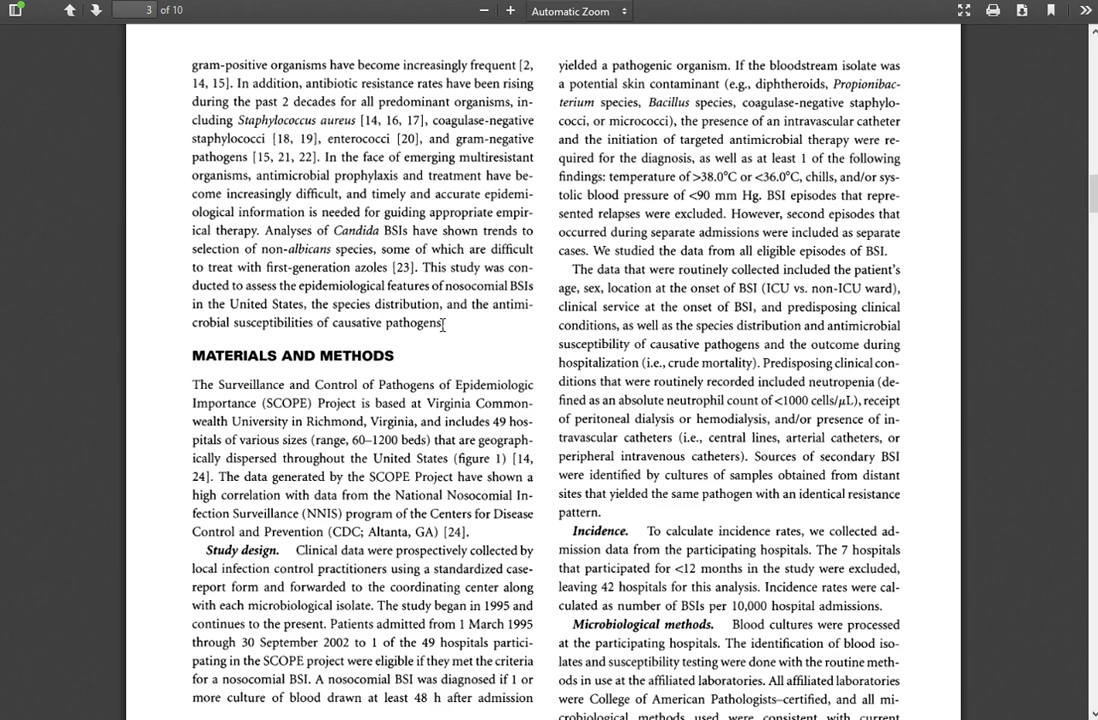 3 of 10
Automatic Zoom
gram-positive organisms have become increasingly frequent [2,
14, 15]. In addition, antibiotic resistance rates have been rising
during the past 2 decades for all predominant organisms, in-
cluding Staphylococcus aureus [14, 16, 17], coagulase-negative
staphylococci [18, 19], enterococci [20], and gram-negative
pathogens [15, 21, 22]. In the face of emerging multiresistant
organisms, antimicrobial prophylaxis and treatment have be-
come increasingly difficult, and timely and accurate epidemi-
ological information is needed for guiding appropriate empir-
ical therapy. Analyses of Candida BSIs have shown trends to
selection of non-albicans species, some of which are difficult
to treat with first-generation azoles [23]. This study was con-
ducted to assess the epidemiological features of nosocomial BSIs
in the United States, the species distribution, and the antimi-
crobial susceptibilities of causative pathogens
MATERIALS AND METHODS
The Surveillance and Control of Pathogens of Epidemiologic
Importance (SCOPE) Project is based at Virginia Common-
wealth University in Richmond, Virginia, and includes 49 hos-
pitals of various sizes (range, 60–1200 beds) that are geograph-
ically dispersed throughout the United States (figure 1) [14,
24]. The data generated by the SCOPE Project have shown a
high correlation with data from the National Nosocomial In-
fection Surveillance (NNIS) program of the Centers for Disease
Control and Prevention (CDC; Altanta, GA) [24].
Study design. Clinical data were prospectively collected by
local infection control practitioners using a standardized case-
report form and forwarded to the coordinating center along
with each microbiological isolate. The study began in 1995 and
continues to the present. Patients admitted from 1 March 1995
through 30 September 2002 to 1 of the 49 hospitals partici-
pating in the SCOPE project were eligible if they met the criteria
for a nosocomial BSI. A nosocomial BSI was diagnosed if 1 or
more culture of blood drawn at least 48 h after admission
yielded a pathogenic organism. If the bloodstream isolate was
a potential skin contaminant (e.g., diphtheroids, Propionibac-
terium species, Bacillus species, coagulase-negative staphylo-
cocci, or micrococci), the presence of an intravascular catheter
and the initiation of targeted antimicrobial therapy were re-
quired for the diagnosis, as well as at least 1 of the following
findings: temperature of >38.0°C or <36.0°C, chills, and/or sys-
tolic blood pressure of <90 mm Hg. BSI episodes that repre-
sented relapses were excluded. However, second episodes that
occurred during separate admissions were included as separate
cases. We studied the data from all eligible episodes of BSI.
The data that were routinely collected included the patient's
age, sex, location at the onset of BSI (ICU vs. non-ICU ward),
clinical service at the onset of BSI, and predisposing clinical
conditions, as well as the species distribution and antimicrobial
susceptibility of causative pathogens and the outcome during
hospitalization (i.e., crude mortality). Predisposing clinical con-
ditions that were routinely recorded included neutropenia (de-
fined as an absolute neutrophil count of <1000 cells/μL), receipt
of peritoneal dialysis or hemodialysis, and/or presence of in-
travascular catheters (i.e., central lines, arterial catheters, or
peripheral intravenous catheters). Sources of secondary BSI
were identified by cultures of samples obtained from distant
sites that yielded the same pathogen with an identical resistance
pattern.
Incidence. To calculate incidence rates, we collected ad-
mission data from the participating hospitals. The 7 hospitals
that participated for <12 months in the study were excluded,
leaving 42 hospitals for this analysis. Incidence rates were cal-
culated as number of BSIs per 10,000 hospital admissions.
Microbiological methods. Blood cultures were processed
at the participating hospitals. The identification of blood iso-
lates and susceptibility testing were done with the routine meth-
ods in use at the affiliated laboratories. All affiliated laboratories
were College of American Pathologists–certified, and all mi-
crobiological methods used were consistent with current